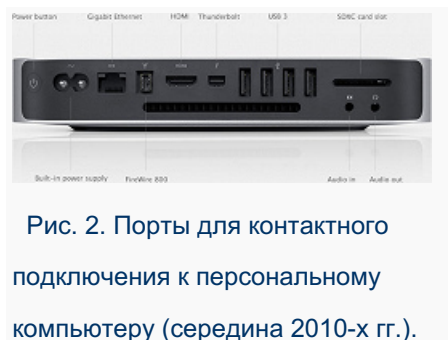 Power button Gigabit Ethernet HDMI Thunderbolt USB 3 SDXC card slot
Built-in power supply FireWire 800 Audio in Audio out
Рис. 2. Порты для контактного
подключения к персональному
компьютеру (середина 2010-х гг.).